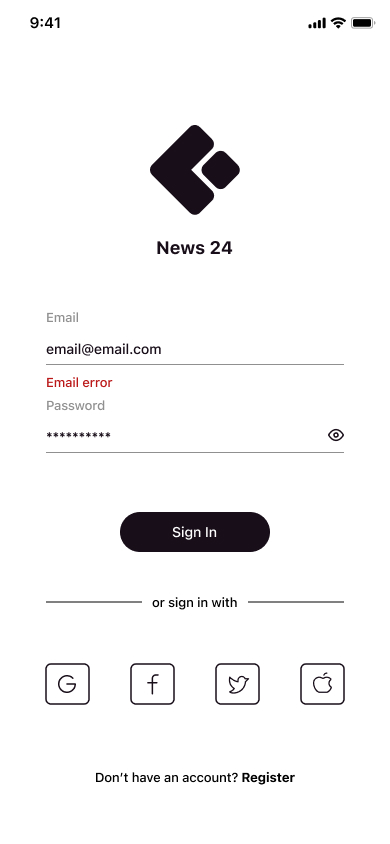 9:41
News 24
Email
email@email.com
Email error
Password
**********
Sign In
or sign in with
Don’t have an account? Register